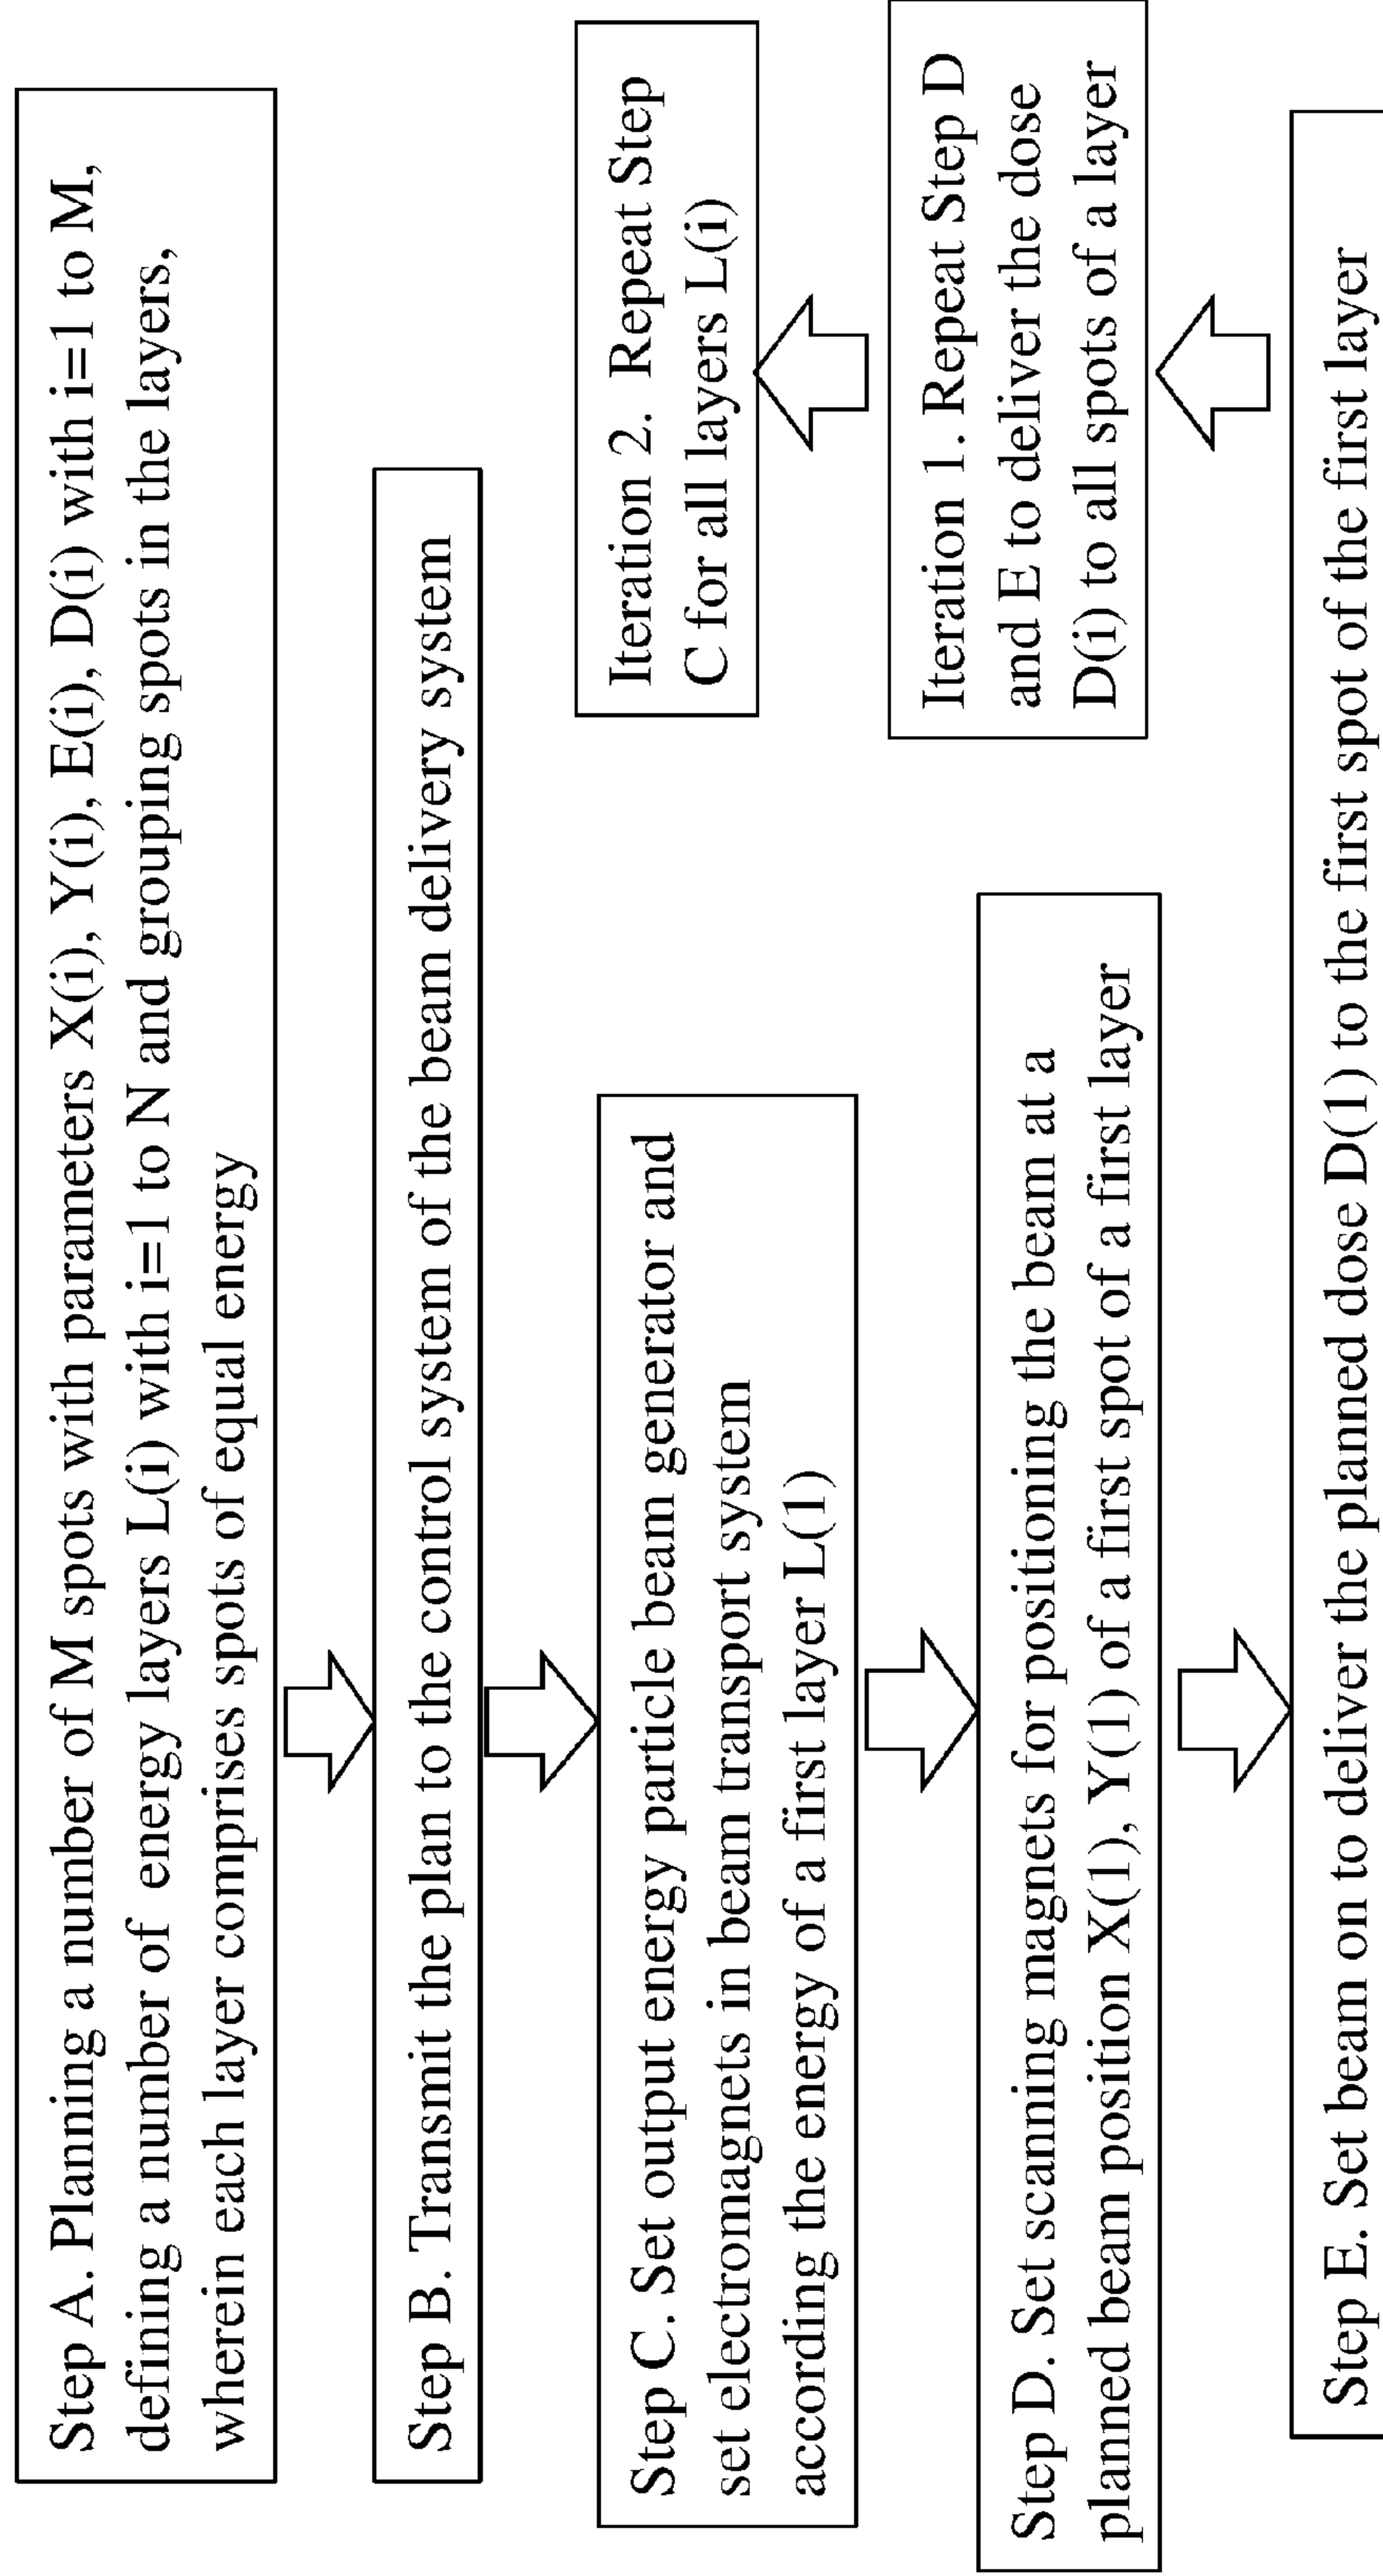 Step A. Planning a number of M spots with parameters X(i), Y(i), E(i), D(i) with i=1 to M,
defining a number of energy layers L(i) with i=1 to N and grouping spots in the layers,
wherein each layer comprises spots of equal energy
Step B. Transmit the plan to the control system of the beam delivery system
Step C. Set output energy particle beam generator and
set electromagnets in beam transport system
according the energy of a first layer L(1)
Step D. Set scanning magnets for positioning the beam at a
planned beam position X(1), Y(1) of a first spot of a first layer
Step E. Set beam on to deliver the planned dose D(1) to the first spot of the first layer
Iteration 1. Repeat Step D
and E to deliver the dose
D(i) to all spots of a layer
Iteration 2. Repeat Step
C for all layers L(i)